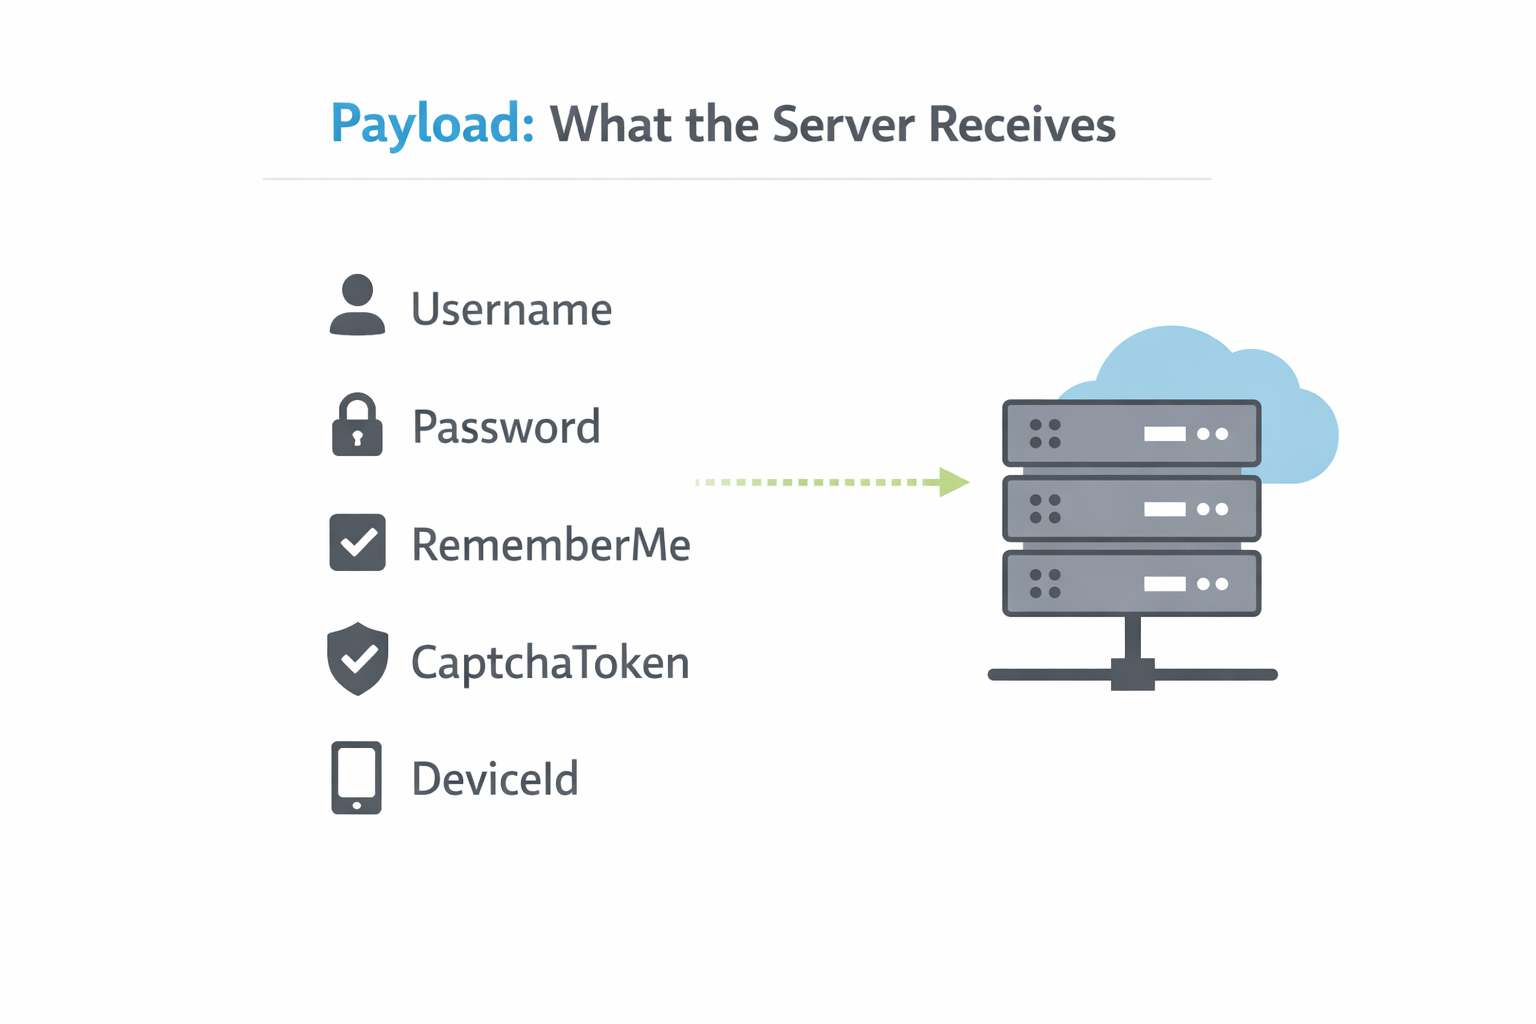 Payload: What the Server Receives
Username
Password
RememberMe
CaptchaToken
DeviceId